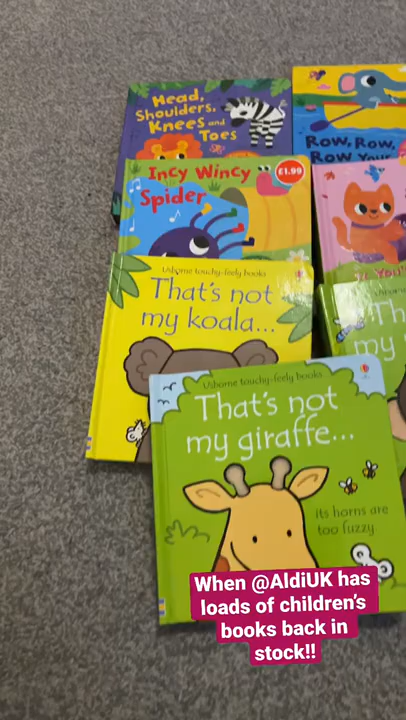 Head,
Shoulders,
Knees and
Toes
Row, Row,
Row Your
Incy Wincy
Spider
£1.99
You'
Usborne touchy-feely books
That's not
my koala...
Usborne touchy-feely books
That's not
my giraffe...
its horns are
too fuzzy.
When @AldiUK has
loads of children's
books back in
stock!!